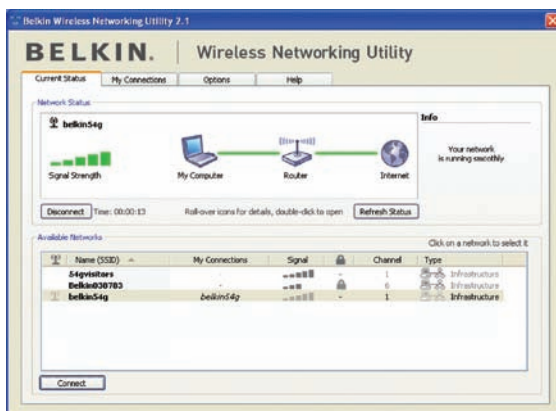 Belkin Wireless Networking Utility 2.1
BELKIN. Wireless Networking Utility
Current Status My Connections Options Help
Network Status
belkin54g
Info
Your network
is running smoothly
Signal Strength My Computer Router Internet
Disconnect Time: 00:00:13 Roll-over icons for details, double-click to open Refresh Status
Available Networks
Click on a network to select it
Name (SSID) My Connections Signal Channel Type
54gvisitors - - 1 Infrastructure
Belkin038783 - 6 Infrastructure
belkin54g belkin54g - 1 Infrastructure
Connect